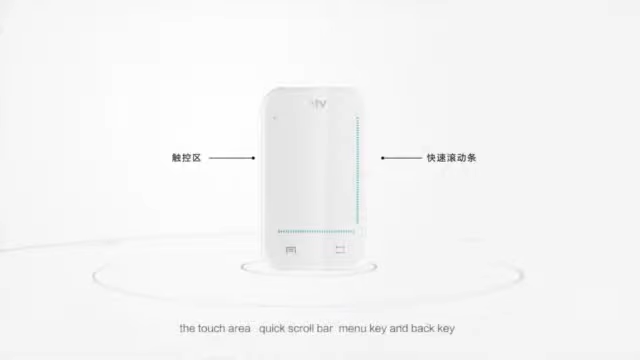 tv
触控区
快速滚动条
the touch area quick scroll bar menu key and back key